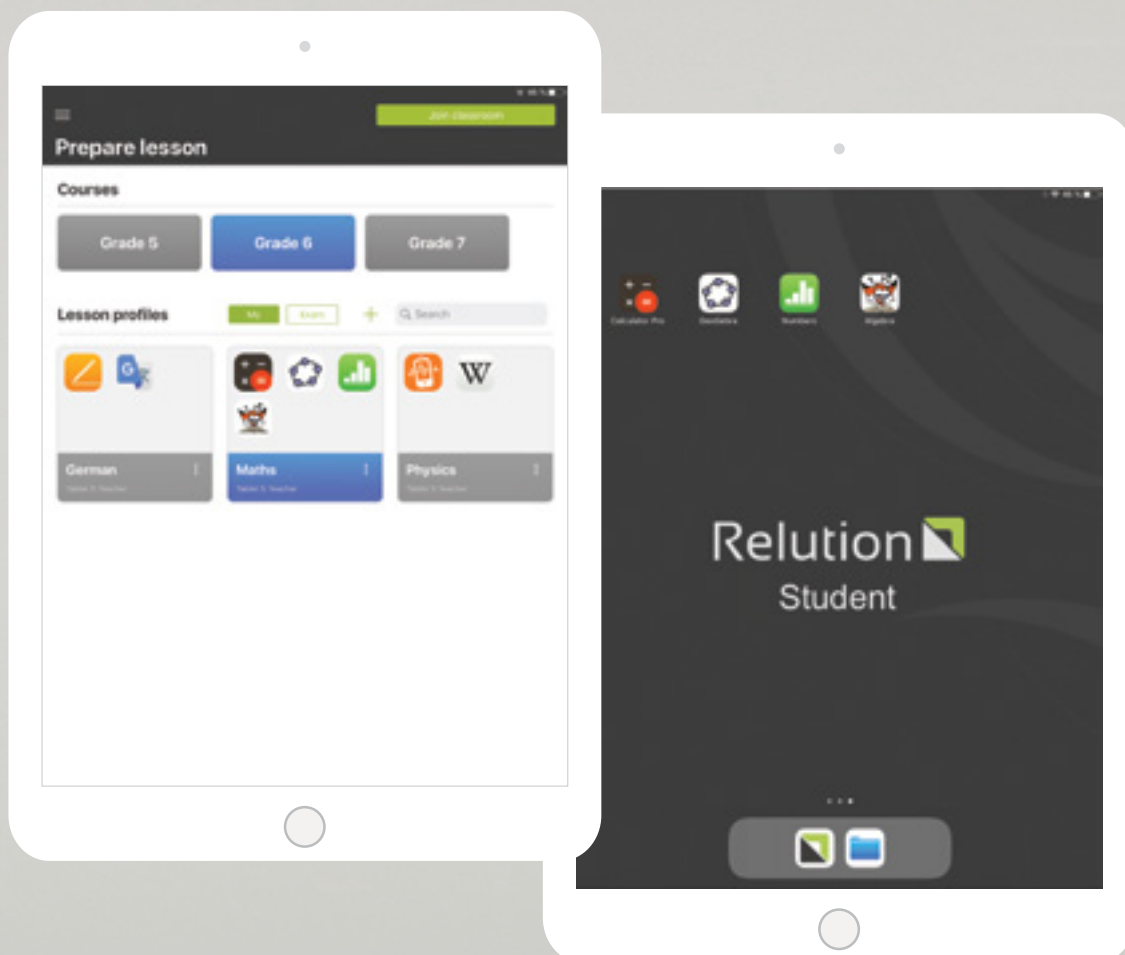 Join classroom
Prepare lesson
Courses
Grade 5
Grade 6
Grade 7
Lesson profiles
My
Exam
Search
W
German
Maths
Physics
Calculator Pro
GeoGebra
Numbers
Algebra
Relution
Student